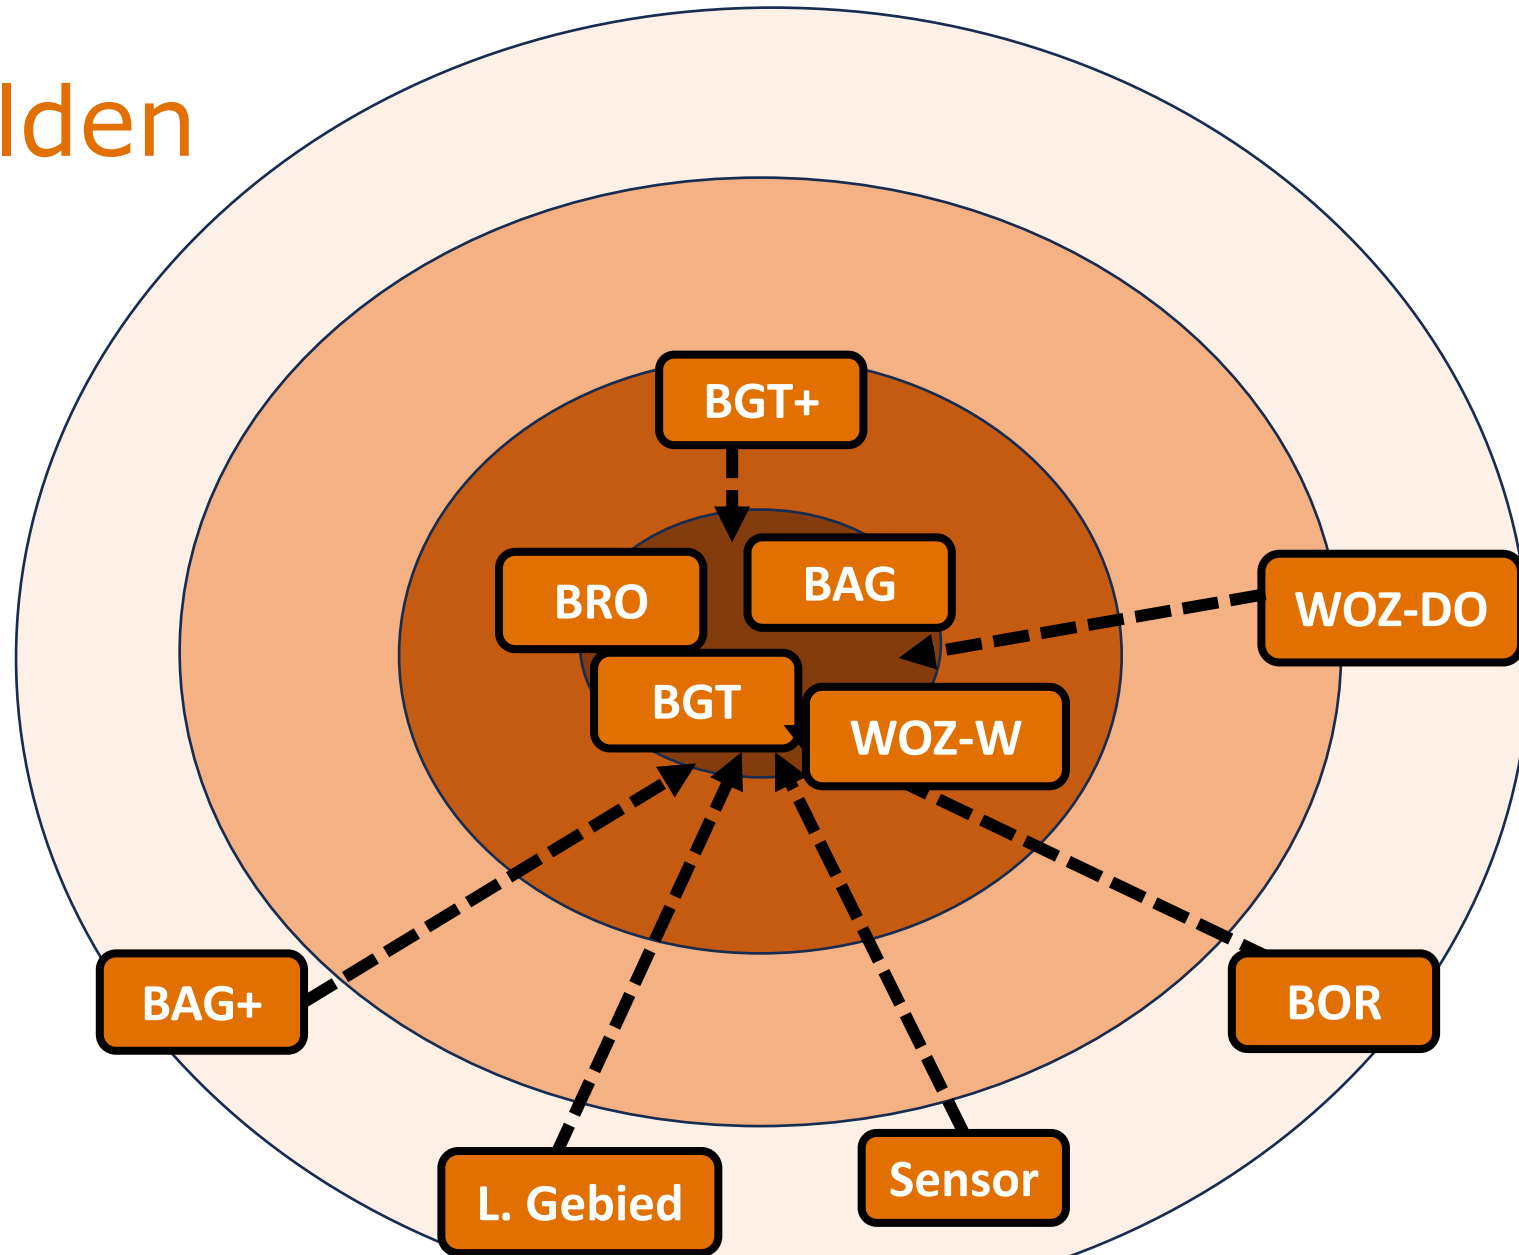 lden
BGT+
BRO
BAG
WOZ-DO
BGT
WOZ-W
BAG+
BOR
L. Gebied
Sensor